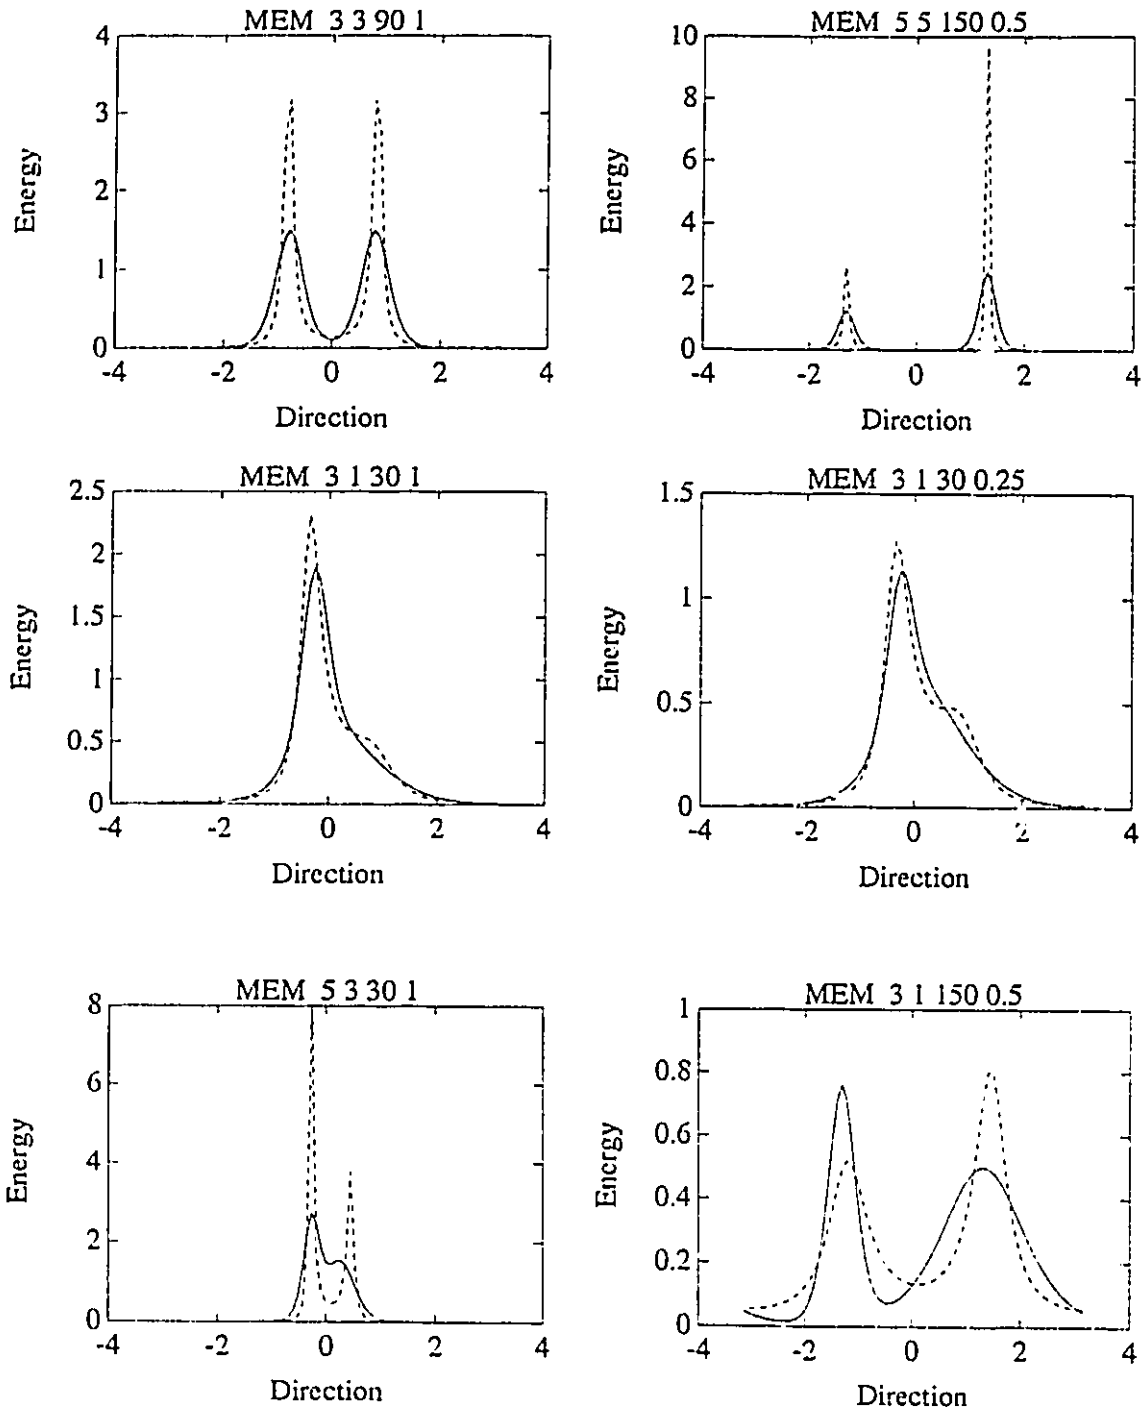 MEM 3 3 90 1
4
3
2
1
0
Energy
-4 -2 0 2 4
Direction
MEM 5 5 150 0.5
10
8
6
4
2
0
Energy
-4 -2 0 2 4
Direction
MEM 3 1 30 1
2.5
2
1.5
1
0.5
0
Energy
-4 -2 0 2 4
Direction
MEM 3 1 30 0.25
1.5
1
0.5
0
Energy
-4 -2 0 2 4
Direction
MEM 5 3 30 1
8
6
4
2
0
Energy
-4 -2 0 2 4
Direction
MEM 3 1 150 0.5
1
0.8
0.6
0.4
0.2
0
Energy
-4 -2 0 2 4
Direction